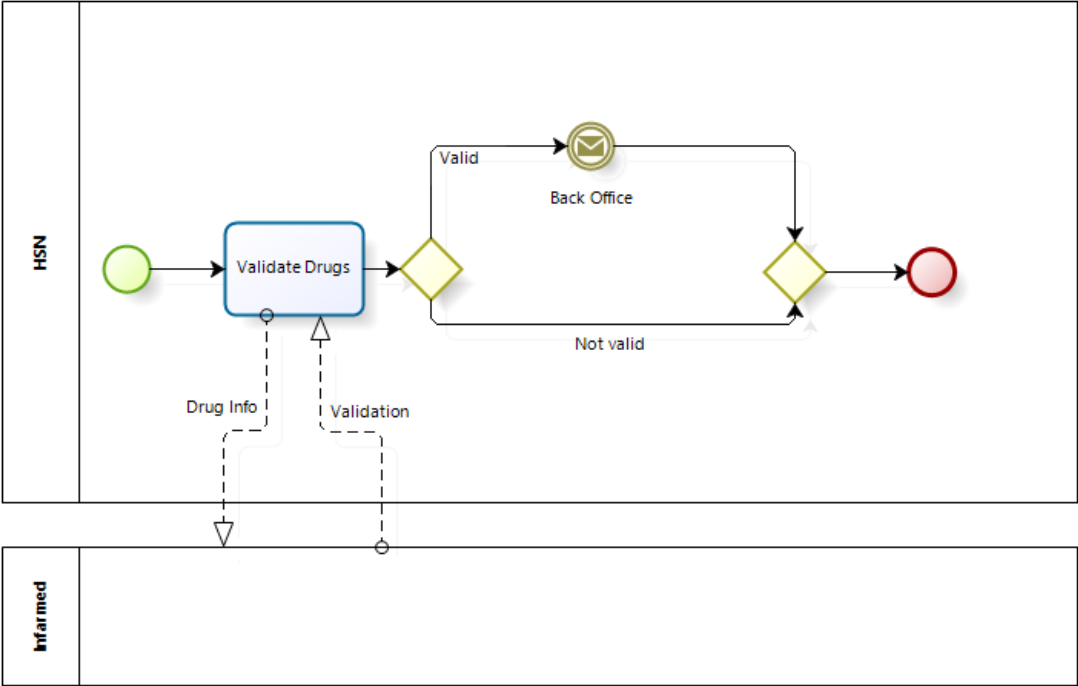 HSN
Valid
Back Office
Validate Drugs
Not valid
Drug Info
Validation
Infarmed